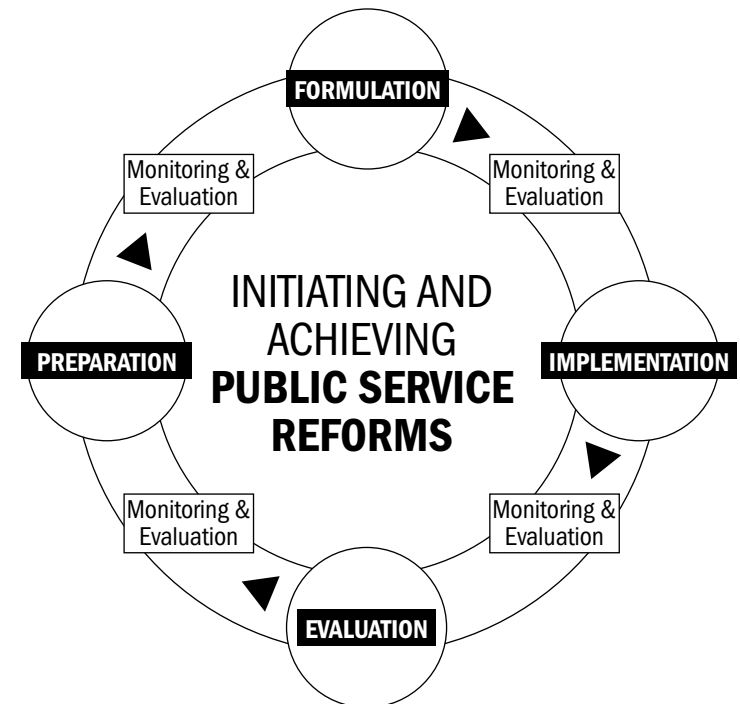 FORMULATION
Monitoring &
Evaluation
Monitoring &
Evaluation
INITIATING AND
ACHIEVING
PUBLIC SERVICE
REFORMS
PREPARATION
IMPLEMENTATION
Monitoring &
Evaluation
Monitoring &
Evaluation
EVALUATION